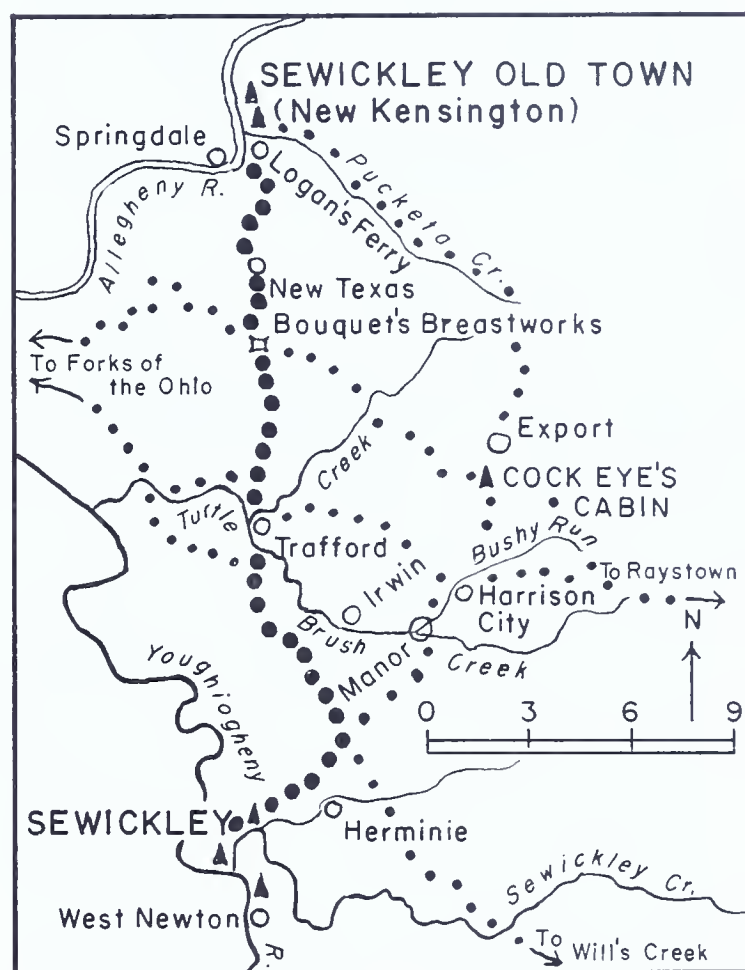 SEWICKLEY OLD TOWN
(New Kensington)
Springdale
Allegheny R.
Logan's Ferry
Pucketa Cr.
New Texas
Bouquet's Breastworks
To Forks of
the Ohio
Export
Creek
COCK EYE'S
CABIN
Turtle
Trafford
Bushy Run
To Raystown
Irwin
Harrison
City
N
Brush
Manor
Creek
Youghiogheny
0 3 6 9
SEWICKLEY
Herminie
Sewickley Cr.
West Newton
R.
To
Will's Creek